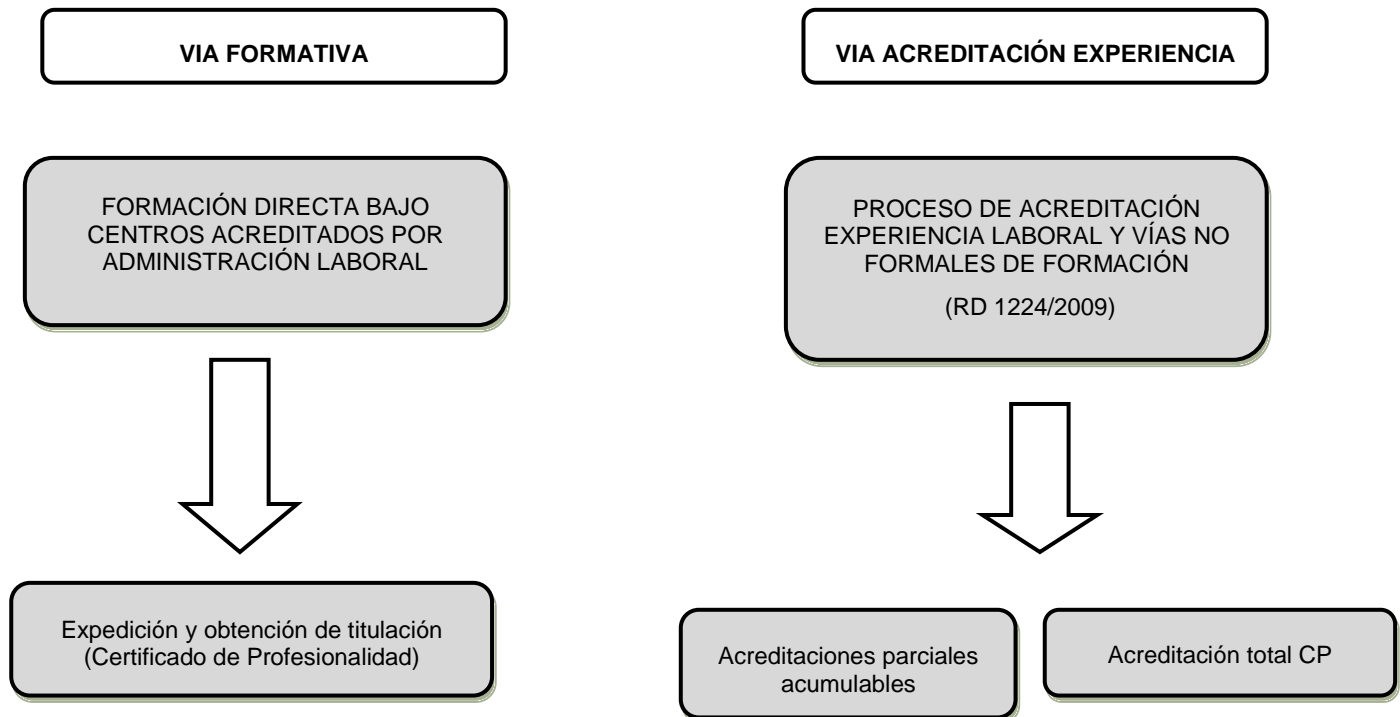 VIA FORMATIVA
VIA ACREDITACIÓN EXPERIENCIA
FORMACIÓN DIRECTA BAJO
CENTROS ACREDITADOS POR
ADMINISTRACIÓN LABORAL
PROCESO DE ACREDITACIÓN
EXPERIENCIA LABORAL Y VÍAS NO
FORMALES DE FORMACIÓN
(RD 1224/2009)
Expedición y obtención de titulación
(Certificado de Profesionalidad)
Acreditaciones parciales
acumulables
Acreditación total CP